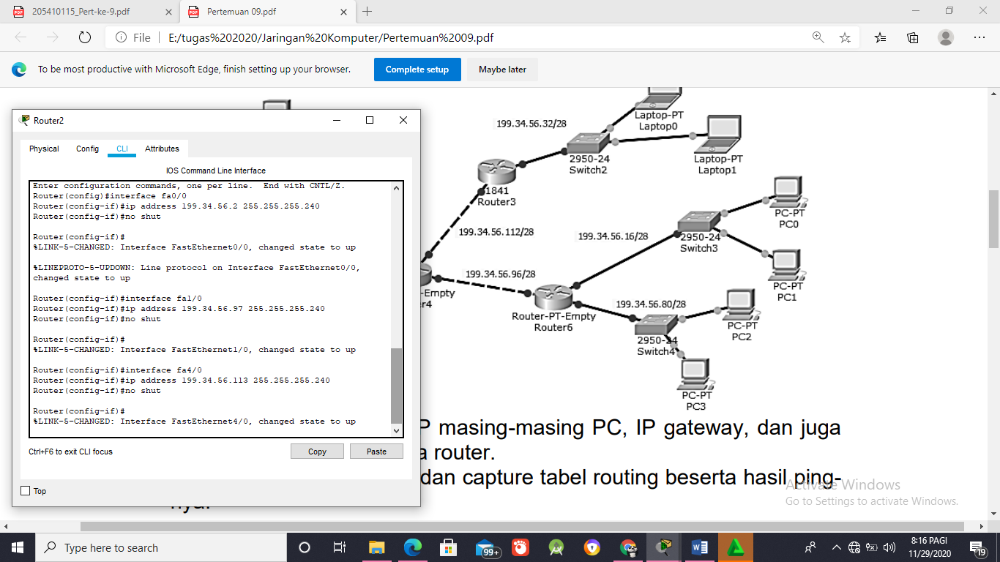 205410115_Pert-ke-9.pdf
Pertemuan 09.pdf
File
E:/tugas%202020/Jaringan%20Komputer/Pertemuan%2009.pdf
To be most productive with Microsoft Edge, finish setting up your browser.
Complete setup
Maybe later
Router2
Physical Config CLI Attributes
IOS Command Line Interface
Enter configuration commands, one per line. End with CNTL/Z.
Router(config)#interface fa0/0
Router(config-if)#ip address 199.34.56.2 255.255.255.240
Router(config-if)#no shut
Router(config-if)#
%LINK-5-CHANGED: Interface FastEthernet0/0, changed state to up
%LINEPROTO-5-UPDOWN: Line protocol on Interface FastEthernet0/0,
changed state to up
Router(config-if)#interface fa1/0
Router(config-if)#ip address 199.34.56.97 255.255.255.240
Router(config-if)#no shut
Router(config-if)#
%LINK-5-CHANGED: Interface FastEthernet1/0, changed state to up
Router(config-if)#interface fa4/0
Router(config-if)#ip address 199.34.56.113 255.255.255.240
Router(config-if)#no shut
Router(config-if)#
%LINK-5-CHANGED: Interface FastEthernet4/0, changed state to up
Ctrl+F6 to exit CLI focus
Copy
Paste
Top
Laptop-PT
Laptop0
199.34.56.32/28
2950-24
Switch2
Laptop-PT
Laptop1
1841
Router3
199.34.56.112/28
199.34.56.16/28
2950-24
Switch3
PC-PT
PC0
PC-PT
PC1
199.34.56.96/28
-Empty
r4
Router-PT-Empty
Router6
199.34.56.80/28
2950-24
Switch4
PC-PT
PC2
PC-PT
PC3
P masing-masing PC, IP gateway, dan juga
a router.
dan capture tabel routing beserta hasil ping-
nya.
Activate Windows
Go to Settings to activate Windows.
Type here to search
99+
8:16 PAGI
11/29/2020
19